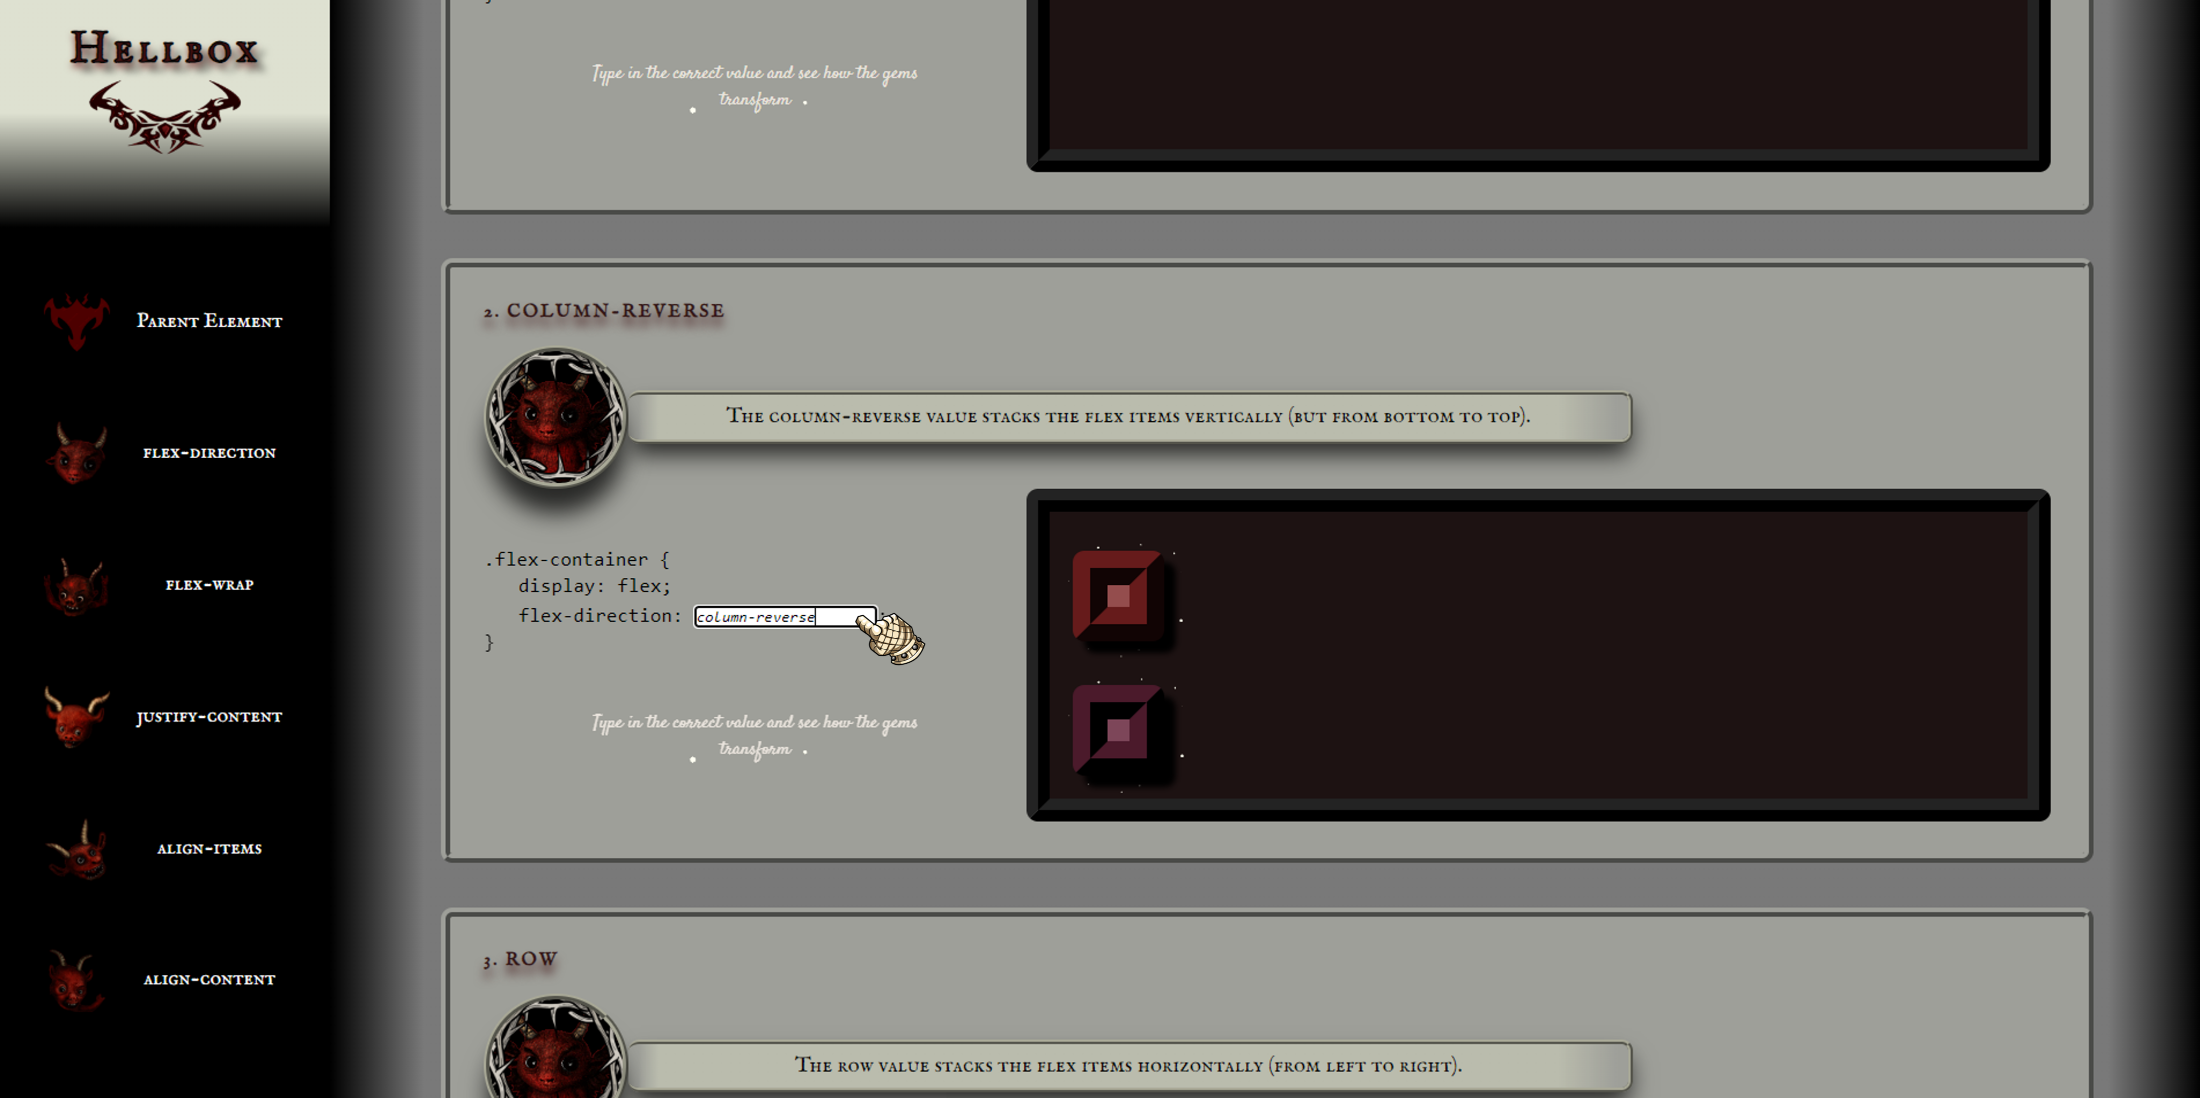 Hellbox
Parent Element
flex-direction
flex-wrap
justify-content
align-items
align-content
Type in the correct value and see how the gems
transform
2. column-reverse
The column-reverse value stacks the flex items vertically (but from bottom to top).
.flex-container {
display: flex;
flex-direction: column-reverse ;
}
Type in the correct value and see how the gems
transform
3. row
The row value stacks the flex items horizontally (from left to right).